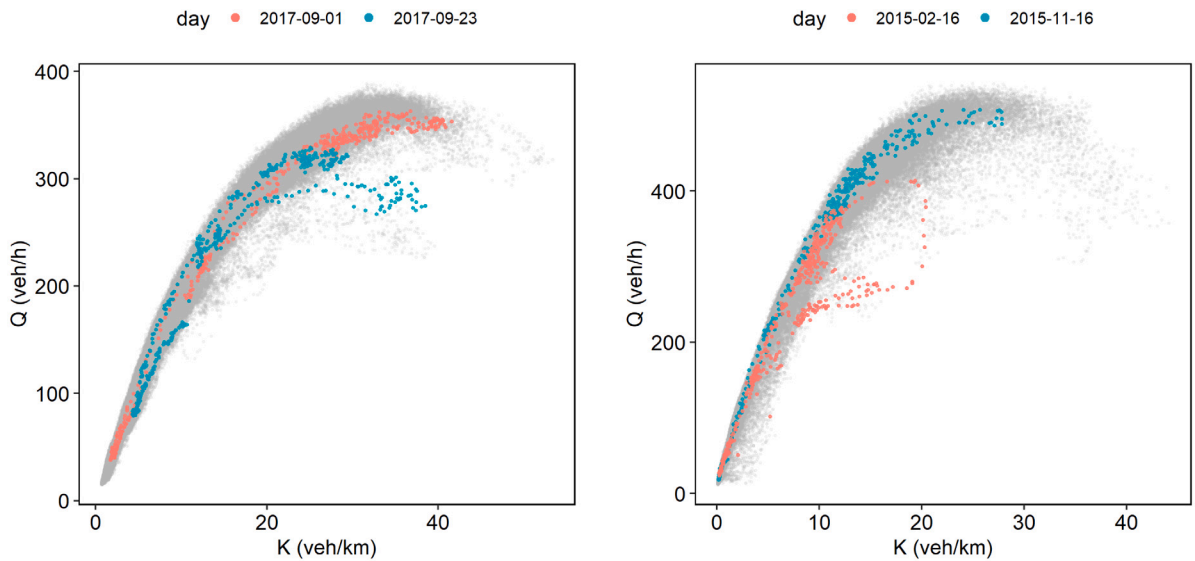 day 2017-09-01 2017-09-23
400
300
200
100
0
Q (veh/h)
0 20 40
K (veh/km)
day 2015-02-16 2015-11-16
400
200
0
Q (veh/h)
0 10 20 30 40
K (veh/km)